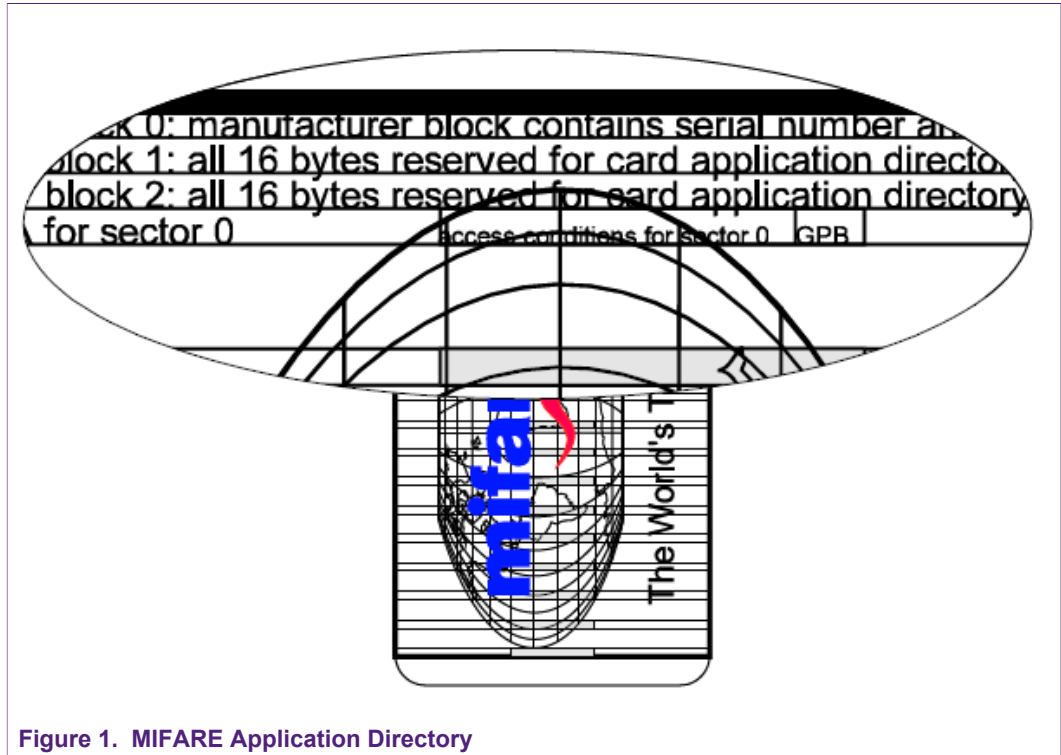 ck 0: manufacturer block contains serial number an
block 1: all 16 bytes reserved for card application directo
block 2: all 16 bytes reserved for card application directory
for sector 0 access conditions for sector 0 GPB
mifa
The World's T
Figure 1. MIFARE Application Directory